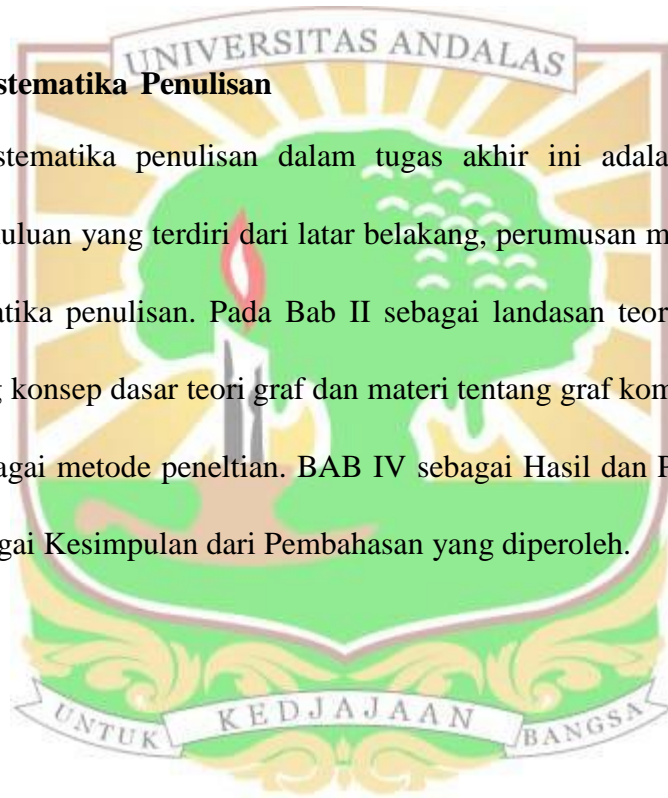 UNIVERSITAS ANDALAS
stematika Penulisan
stematika penulisan dalam tugas akhir ini adala
uluan yang terdiri dari latar belakang, perumusan m
atika penulisan. Pada Bab II sebagai landasan teor
konsep dasar teori graf dan materi tentang graf kom
agai metode peneltian. BAB IV sebagai Hasil dan
gai Kesimpulan dari Pembahasan yang diperoleh.
UNTUK KEDJAJAAN BANGSA